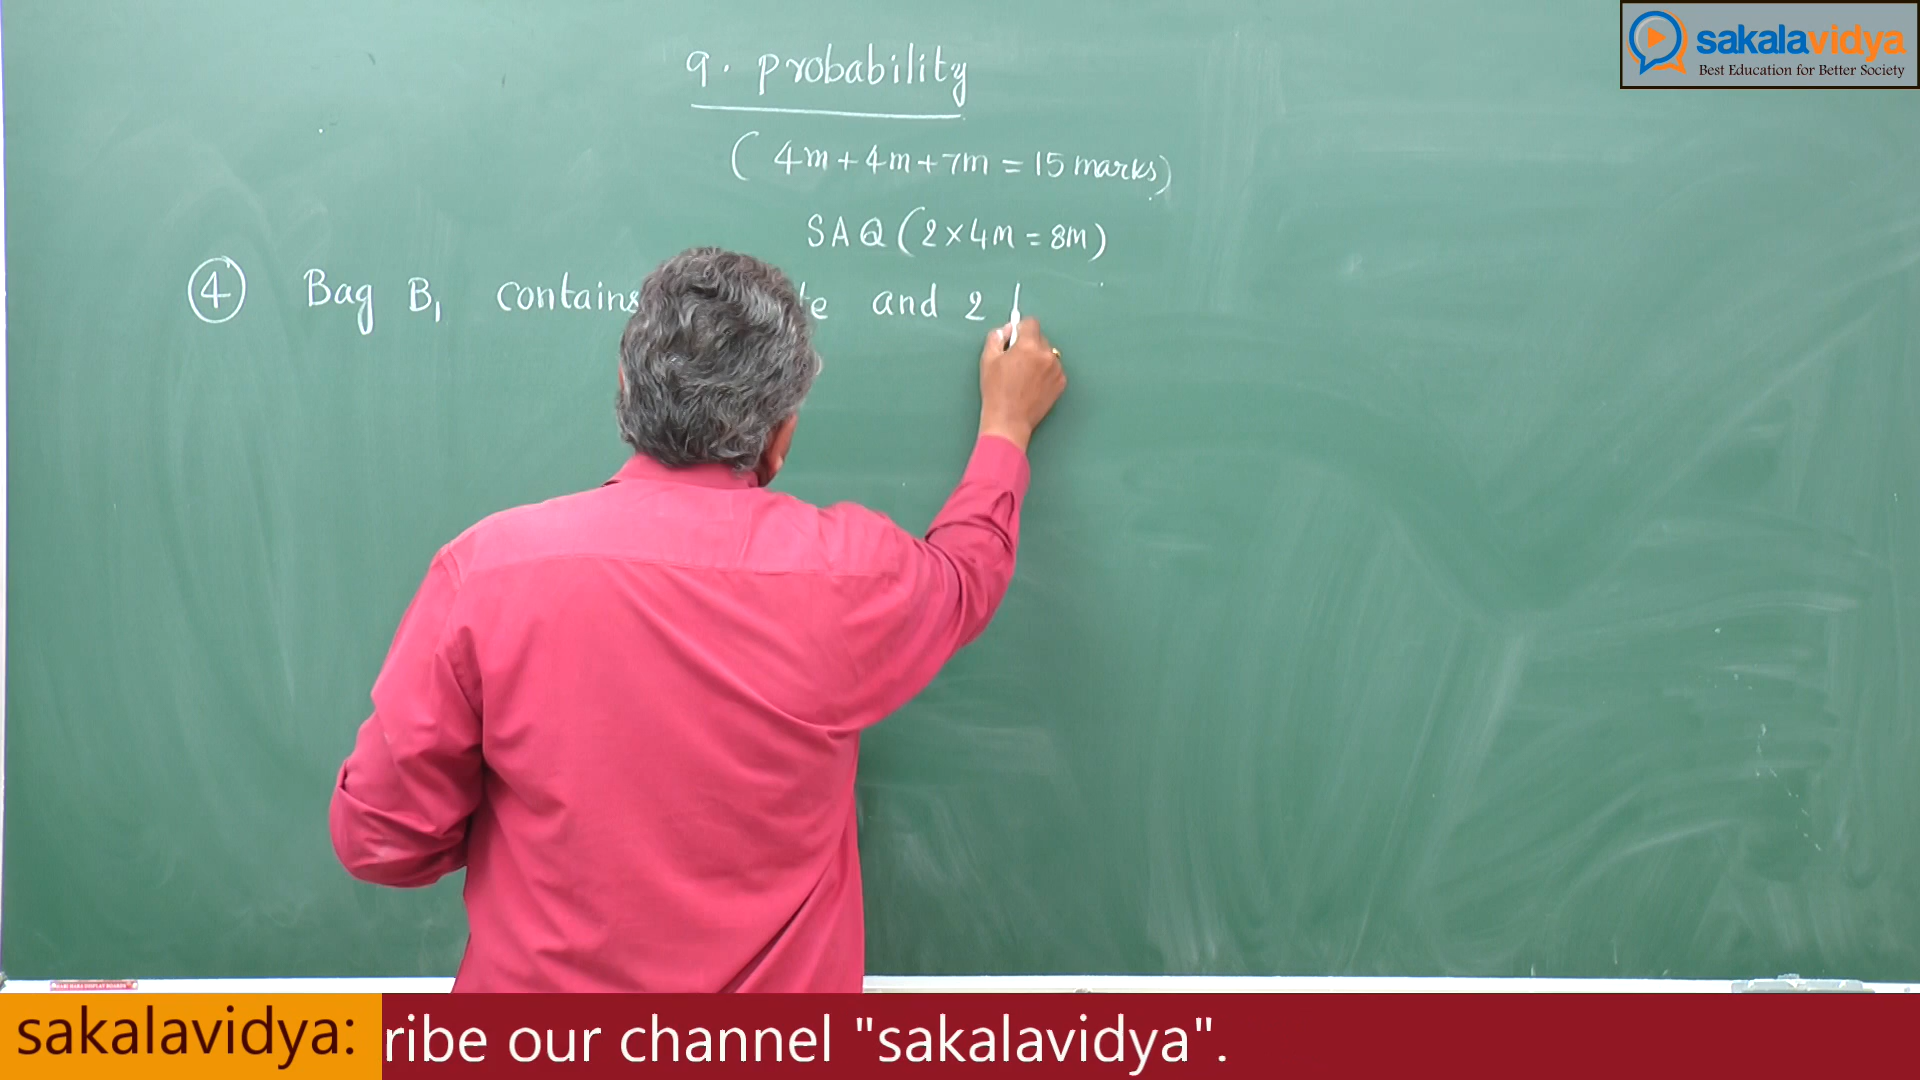 sakalavidya
Best Education for Better Society
9. probability
(4m+4m+7m = 15 marks)
SAQ (2×4m = 8m)
4 Bag B1 contains and 2
sakalavidya: ribe our channel "sakalavidya".